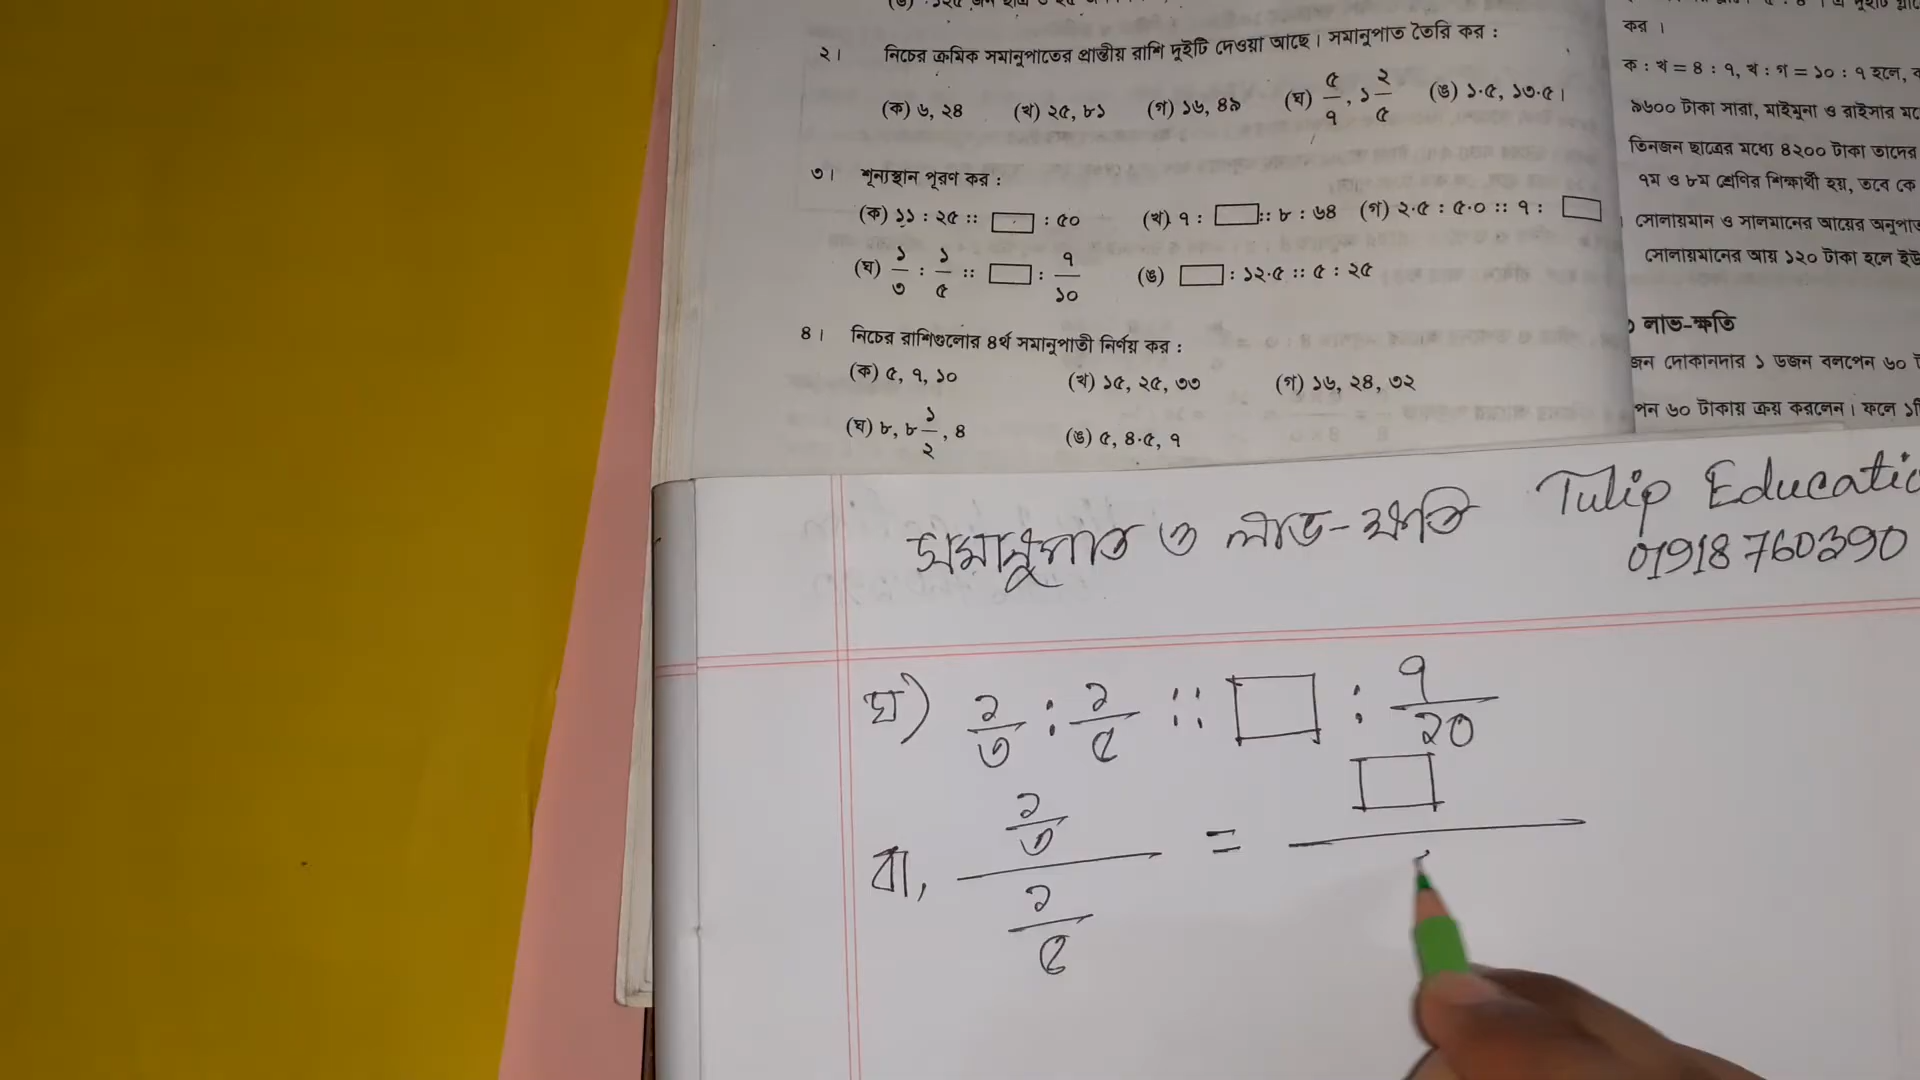 ২। নিচের ক্রমিক সমানুপাতের প্রান্তীয় রাশি দুইটি দেওয়া আছে। সমানুপাত তৈরি কর :
(ক) ৬, ২৪ (খ) ২৫, ৮১ (গ) ১৬, ৪৯ (ঘ) ৫/৭, ১ ২/৫ (ঙ) ১·৫, ১৩·৫।
৩। শূন্যস্থান পূরণ কর :
(ক) ১১ : ২৫ :: □ : ৫০ (খ) ৭ : □ :: ৮ : ৬৪ (গ) ২·৫ : ৫·০ :: ৭ : □
(ঘ) ১/৩ : ১/৫ :: □ : ৭/১০ (ঙ) □ : ১২·৫ :: ৫ : ২৫
৪। নিচের রাশিগুলোর ৪র্থ সমানুপাতী নির্ণয় কর :
(ক) ৫, ৭, ১০ (খ) ১৫, ২৫, ৩৩ (গ) ১৬, ২৪, ৩২
(ঘ) ৮, ৮ ১/২, ৪ (ঙ) ৫, ৪·৫, ৭
কর।
ক : খ = ৪ : ৭, খ : গ = ১০ : ৭ হলে,
৯৬০০ টাকা সারা, মাইমুনা ও রাইসার
তিনজন ছাত্রের মধ্যে ৪২০০ টাকা তাদের
৭ম ও ৮ম শ্রেণির শিক্ষার্থী হয়, তবে কে
সোলায়মান ও সালমানের আয়ের
সোলায়মানের আয় ১২০ টাকা হলে
লাভ-ক্ষতি
দোকানদার ১ ডজন বলপেন ৬০
৬০ টাকায় ক্রয় করলেন। ফলে
সমানুপাত ও লাভ-ক্ষতি Tulip
01918760390
ঘ) ১/৩ : ১/৫ :: □ : ৭/১০
বা, ১/৩ / ১/৫ = □